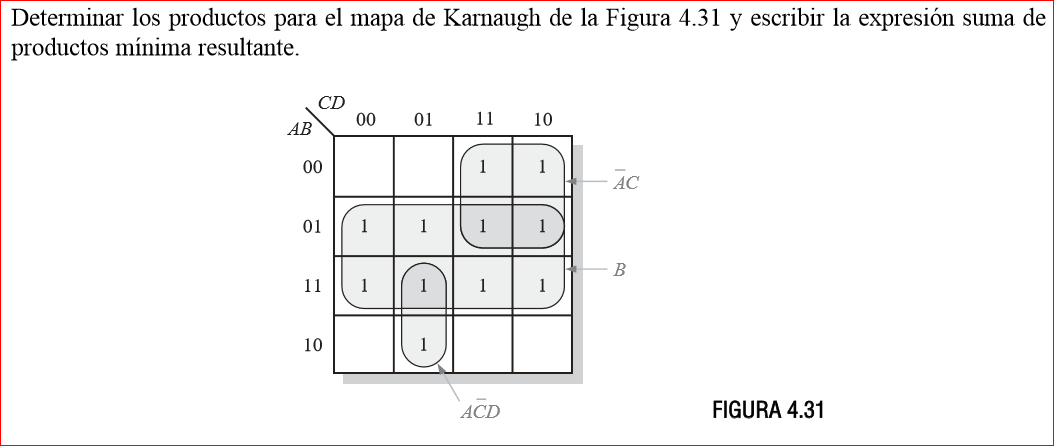 Determinar los productos para el mapa de Karnaugh de la Figura 4.31 y escribir la expresión suma de
productos mínima resultante.
CD
AB
00 01 11 10
00 1 1
A̅C
01 1 1 1 1
B
11 1 1 1 1
10 1
AC̅D
FIGURA 4.31